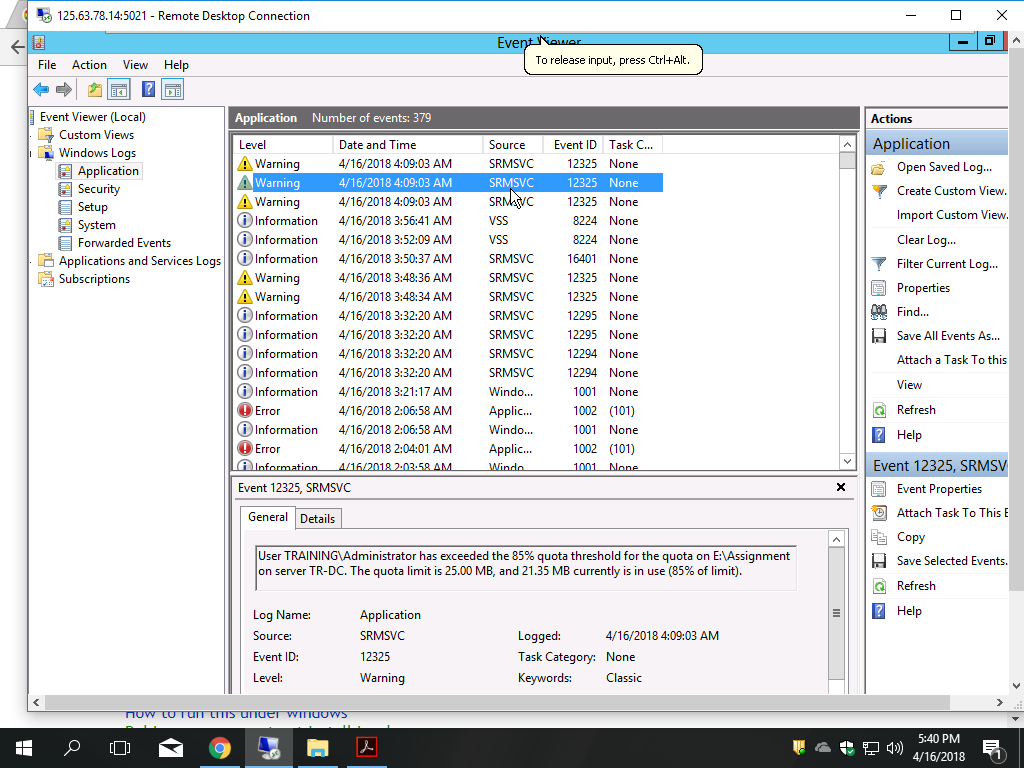 125.63.78.14:5021 - Remote Desktop Connection
Event Viewer
To release input, press Ctrl+Alt.
File Action View Help
Event Viewer (Local)
Custom Views
Windows Logs
Application
Security
Setup
System
Forwarded Events
Applications and Services Logs
Subscriptions
Application Number of events: 379
Level Date and Time Source Event ID Task C...
Warning 4/16/2018 4:09:03 AM SRMSVC 12325 None
Warning 4/16/2018 4:09:03 AM SRMSVC 12325 None
Warning 4/16/2018 4:09:03 AM SRMSVC 12325 None
Information 4/16/2018 3:56:41 AM VSS 8224 None
Information 4/16/2018 3:52:09 AM VSS 8224 None
Information 4/16/2018 3:50:37 AM SRMSVC 16401 None
Warning 4/16/2018 3:48:36 AM SRMSVC 12325 None
Warning 4/16/2018 3:48:34 AM SRMSVC 12325 None
Information 4/16/2018 3:32:20 AM SRMSVC 12295 None
Information 4/16/2018 3:32:20 AM SRMSVC 12295 None
Information 4/16/2018 3:32:20 AM SRMSVC 12294 None
Information 4/16/2018 3:32:20 AM SRMSVC 12294 None
Information 4/16/2018 3:21:17 AM Windo... 1001 None
Error 4/16/2018 2:06:58 AM Applic... 1002 (101)
Information 4/16/2018 2:06:58 AM Windo... 1001 None
Error 4/16/2018 2:04:01 AM Applic... 1002 (101)
Information 4/16/2018 2:03:58 AM Windo... 1001 None
Event 12325, SRMSVC
General Details
User TRAINING\Administrator has exceeded the 85% quota threshold for the quota on E:\Assignment
on server TR-DC. The quota limit is 25.00 MB, and 21.35 MB currently is in use (85% of limit).
Log Name: Application
Source: SRMSVC Logged: 4/16/2018 4:09:03 AM
Event ID: 12325 Task Category: None
Level: Warning Keywords: Classic
Actions
Application
Open Saved Log...
Create Custom View.
Import Custom View.
Clear Log...
Filter Current Log...
Properties
Find...
Save All Events As...
Attach a Task To this
View
Refresh
Help
Event 12325, SRMSV
Event Properties
Attach Task To This E
Copy
Save Selected Events.
Refresh
Help
How to run this under windows
5:40 PM
4/16/2018
1